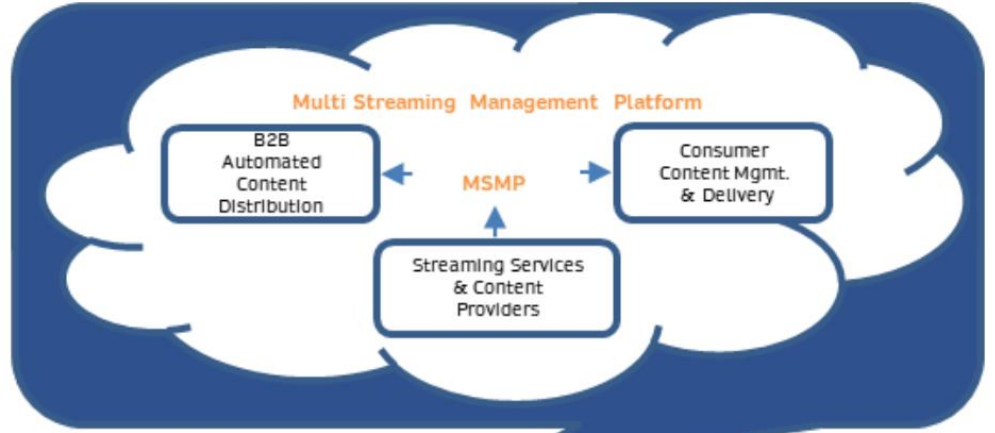 Multi Streaming Management Platform
B2B
Automated
Content
Distribution
MSMP
Consumer
Content Mgmt.
& Delivery
Streaming Services
& Content
Providers